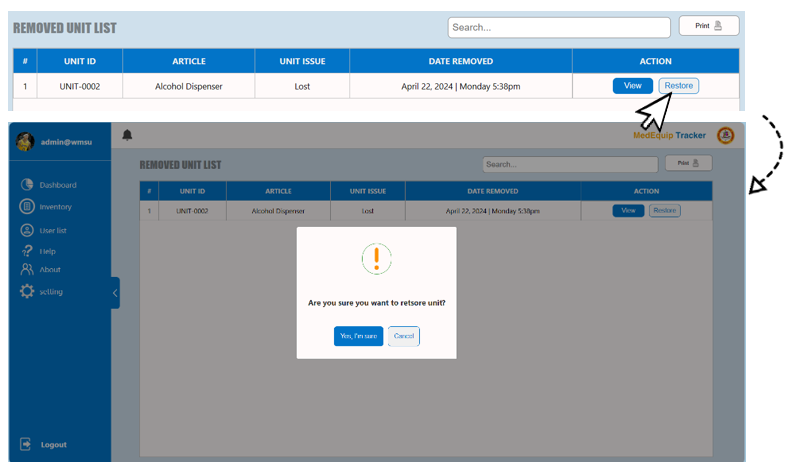 REMOVED UNIT LIST
Search...
Print
# UNIT ID ARTICLE UNIT ISSUE DATE REMOVED ACTION
1 UNIT-0002 Alcohol Dispenser Lost April 22, 2024 | Monday 5:38pm View Restore
admin@wmsu
MedEquip Tracker
REMOVED UNIT LIST
Search...
Print
# UNIT ID ARTICLE UNIT ISSUE DATE REMOVED ACTION
1 UNIT-0002 Alcohol Dispenser Lost April 22, 2024 | Monday 5:38pm View Restore
Dashboard
Inventory
User list
Help
About
setting
Logout
Are you sure you want to retsore unit?
Yes, I'm sure
Cancel